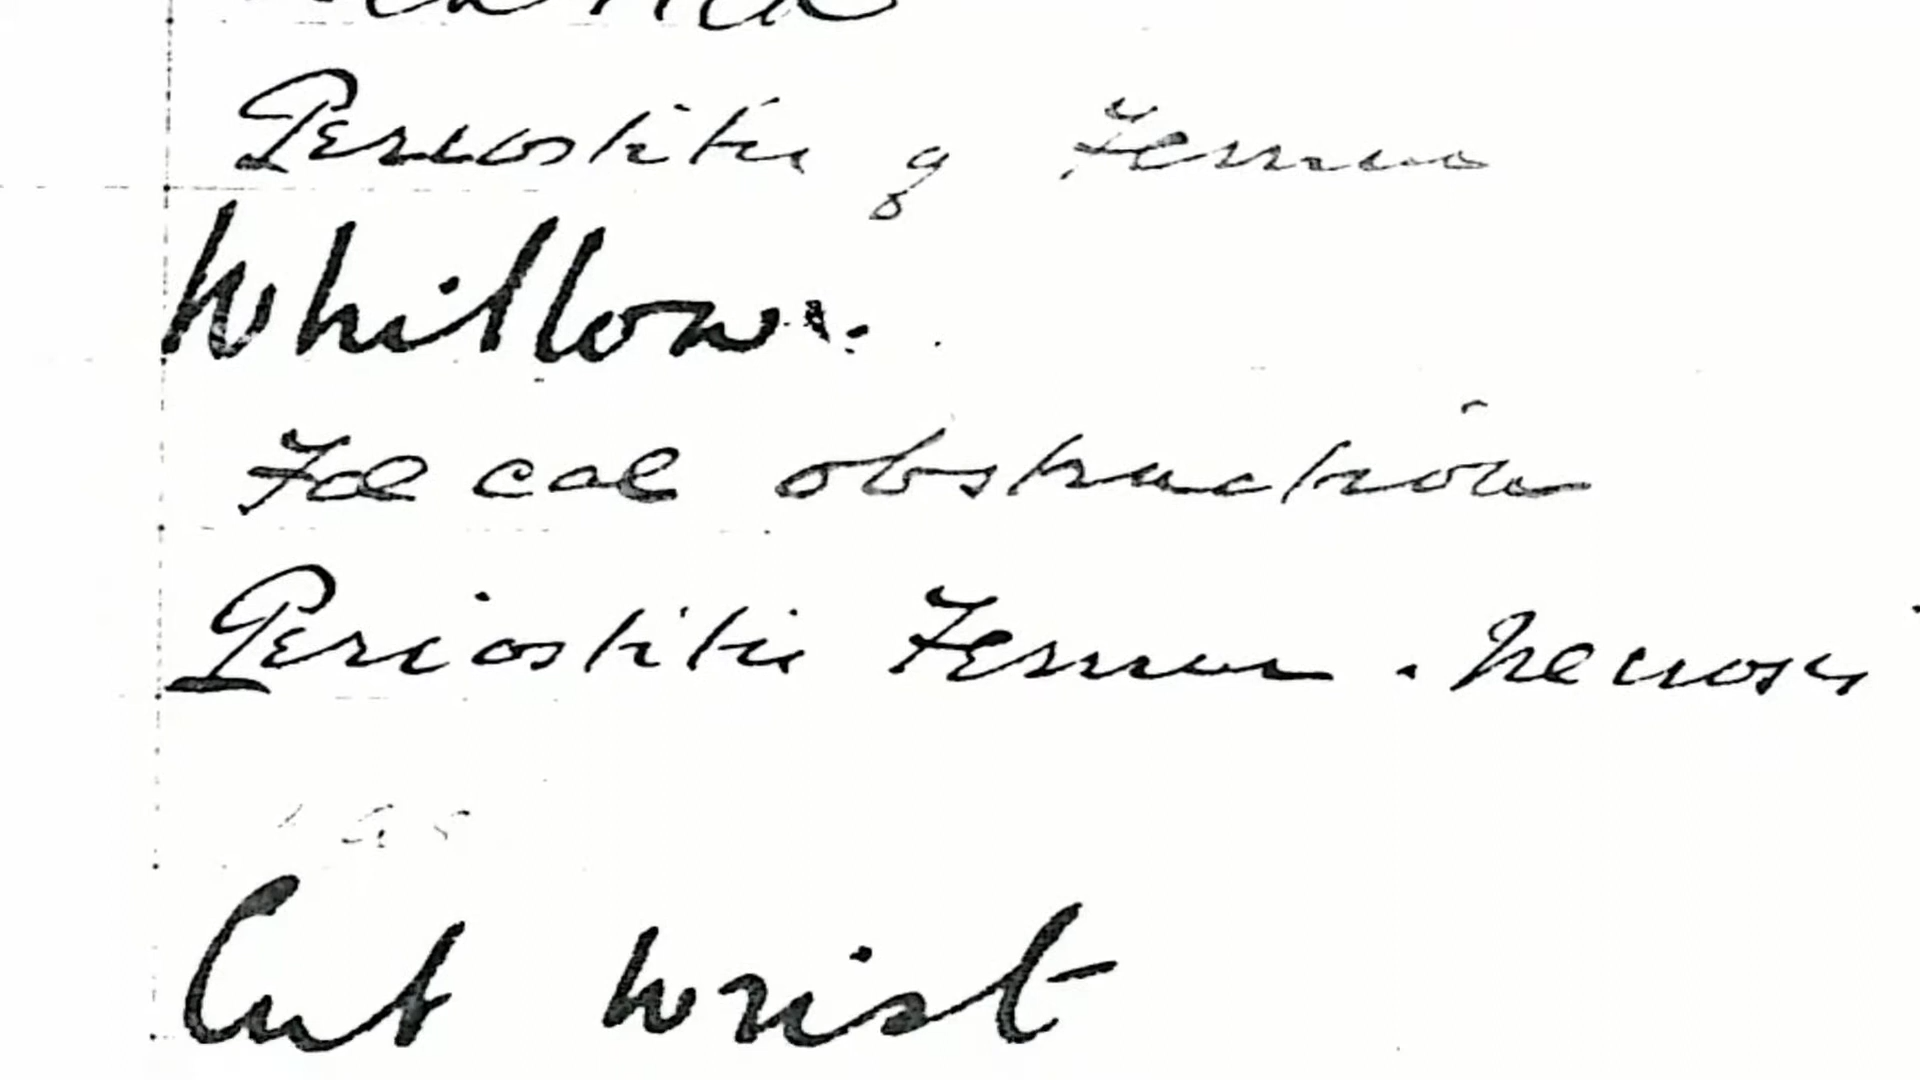 Periostitis of Femur
Whitlow.
Faecal obstruction
Periostitis Femur. Necrosis
Cut wrist